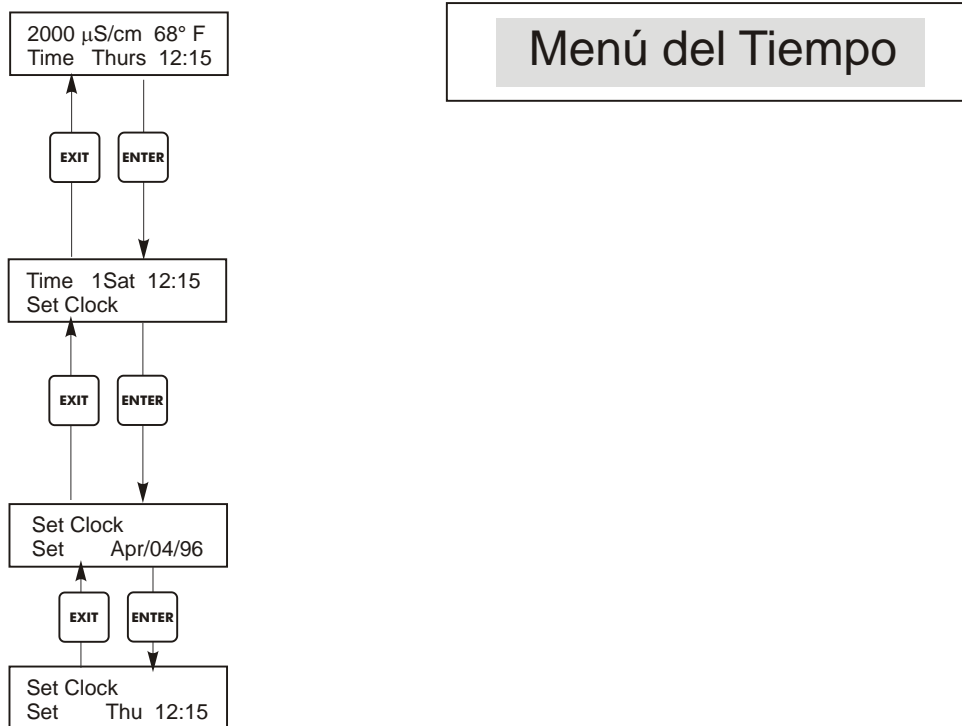 Menú del Tiempo
2000 μS/cm 68° F
Time Thurs 12:15
EXIT ENTER
Time 1Sat 12:15
Set Clock
EXIT ENTER
Set Clock
Set Apr/04/96
EXIT ENTER
Set Clock
Set Thu 12:15